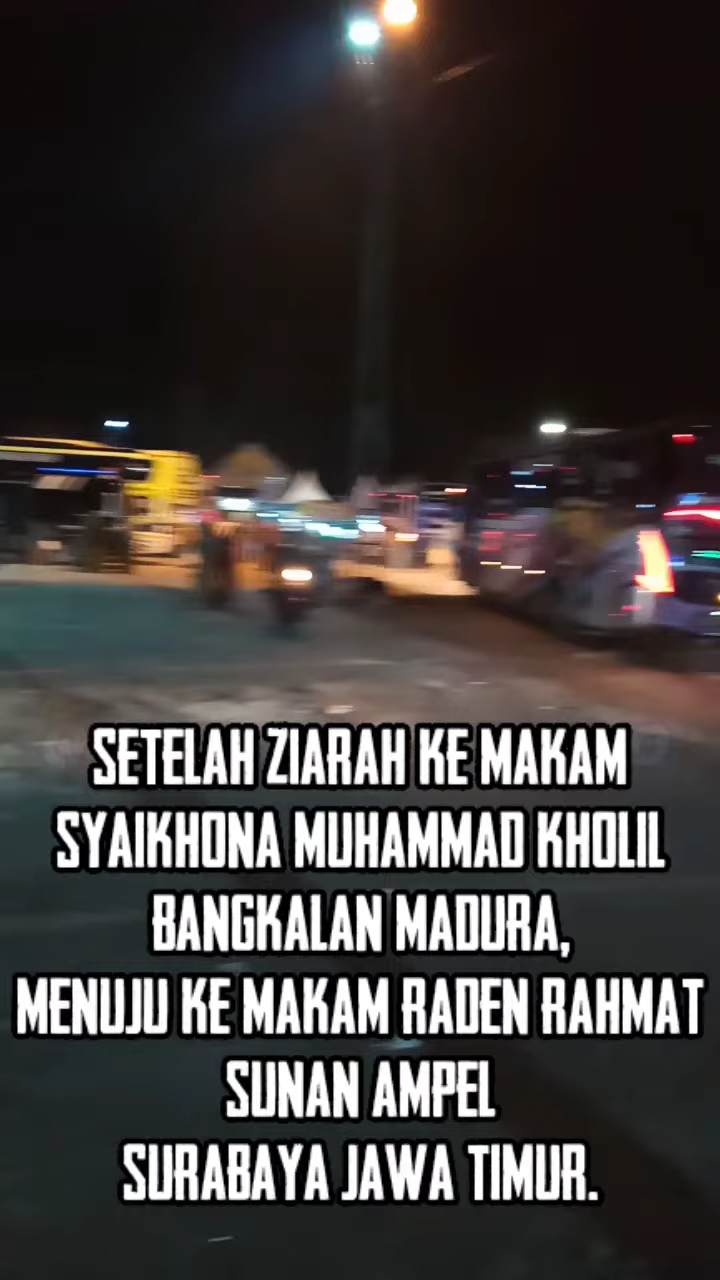 SETELAH ZIARAH KE MAKAM
SYAIKHONA MUHAMMAD KHOLIL
BANGKALAN MADURA,
MENUJU KE MAKAM RADEN RAHMAT
SUNAN AMPEL
SURABAYA JAWA TIMUR.